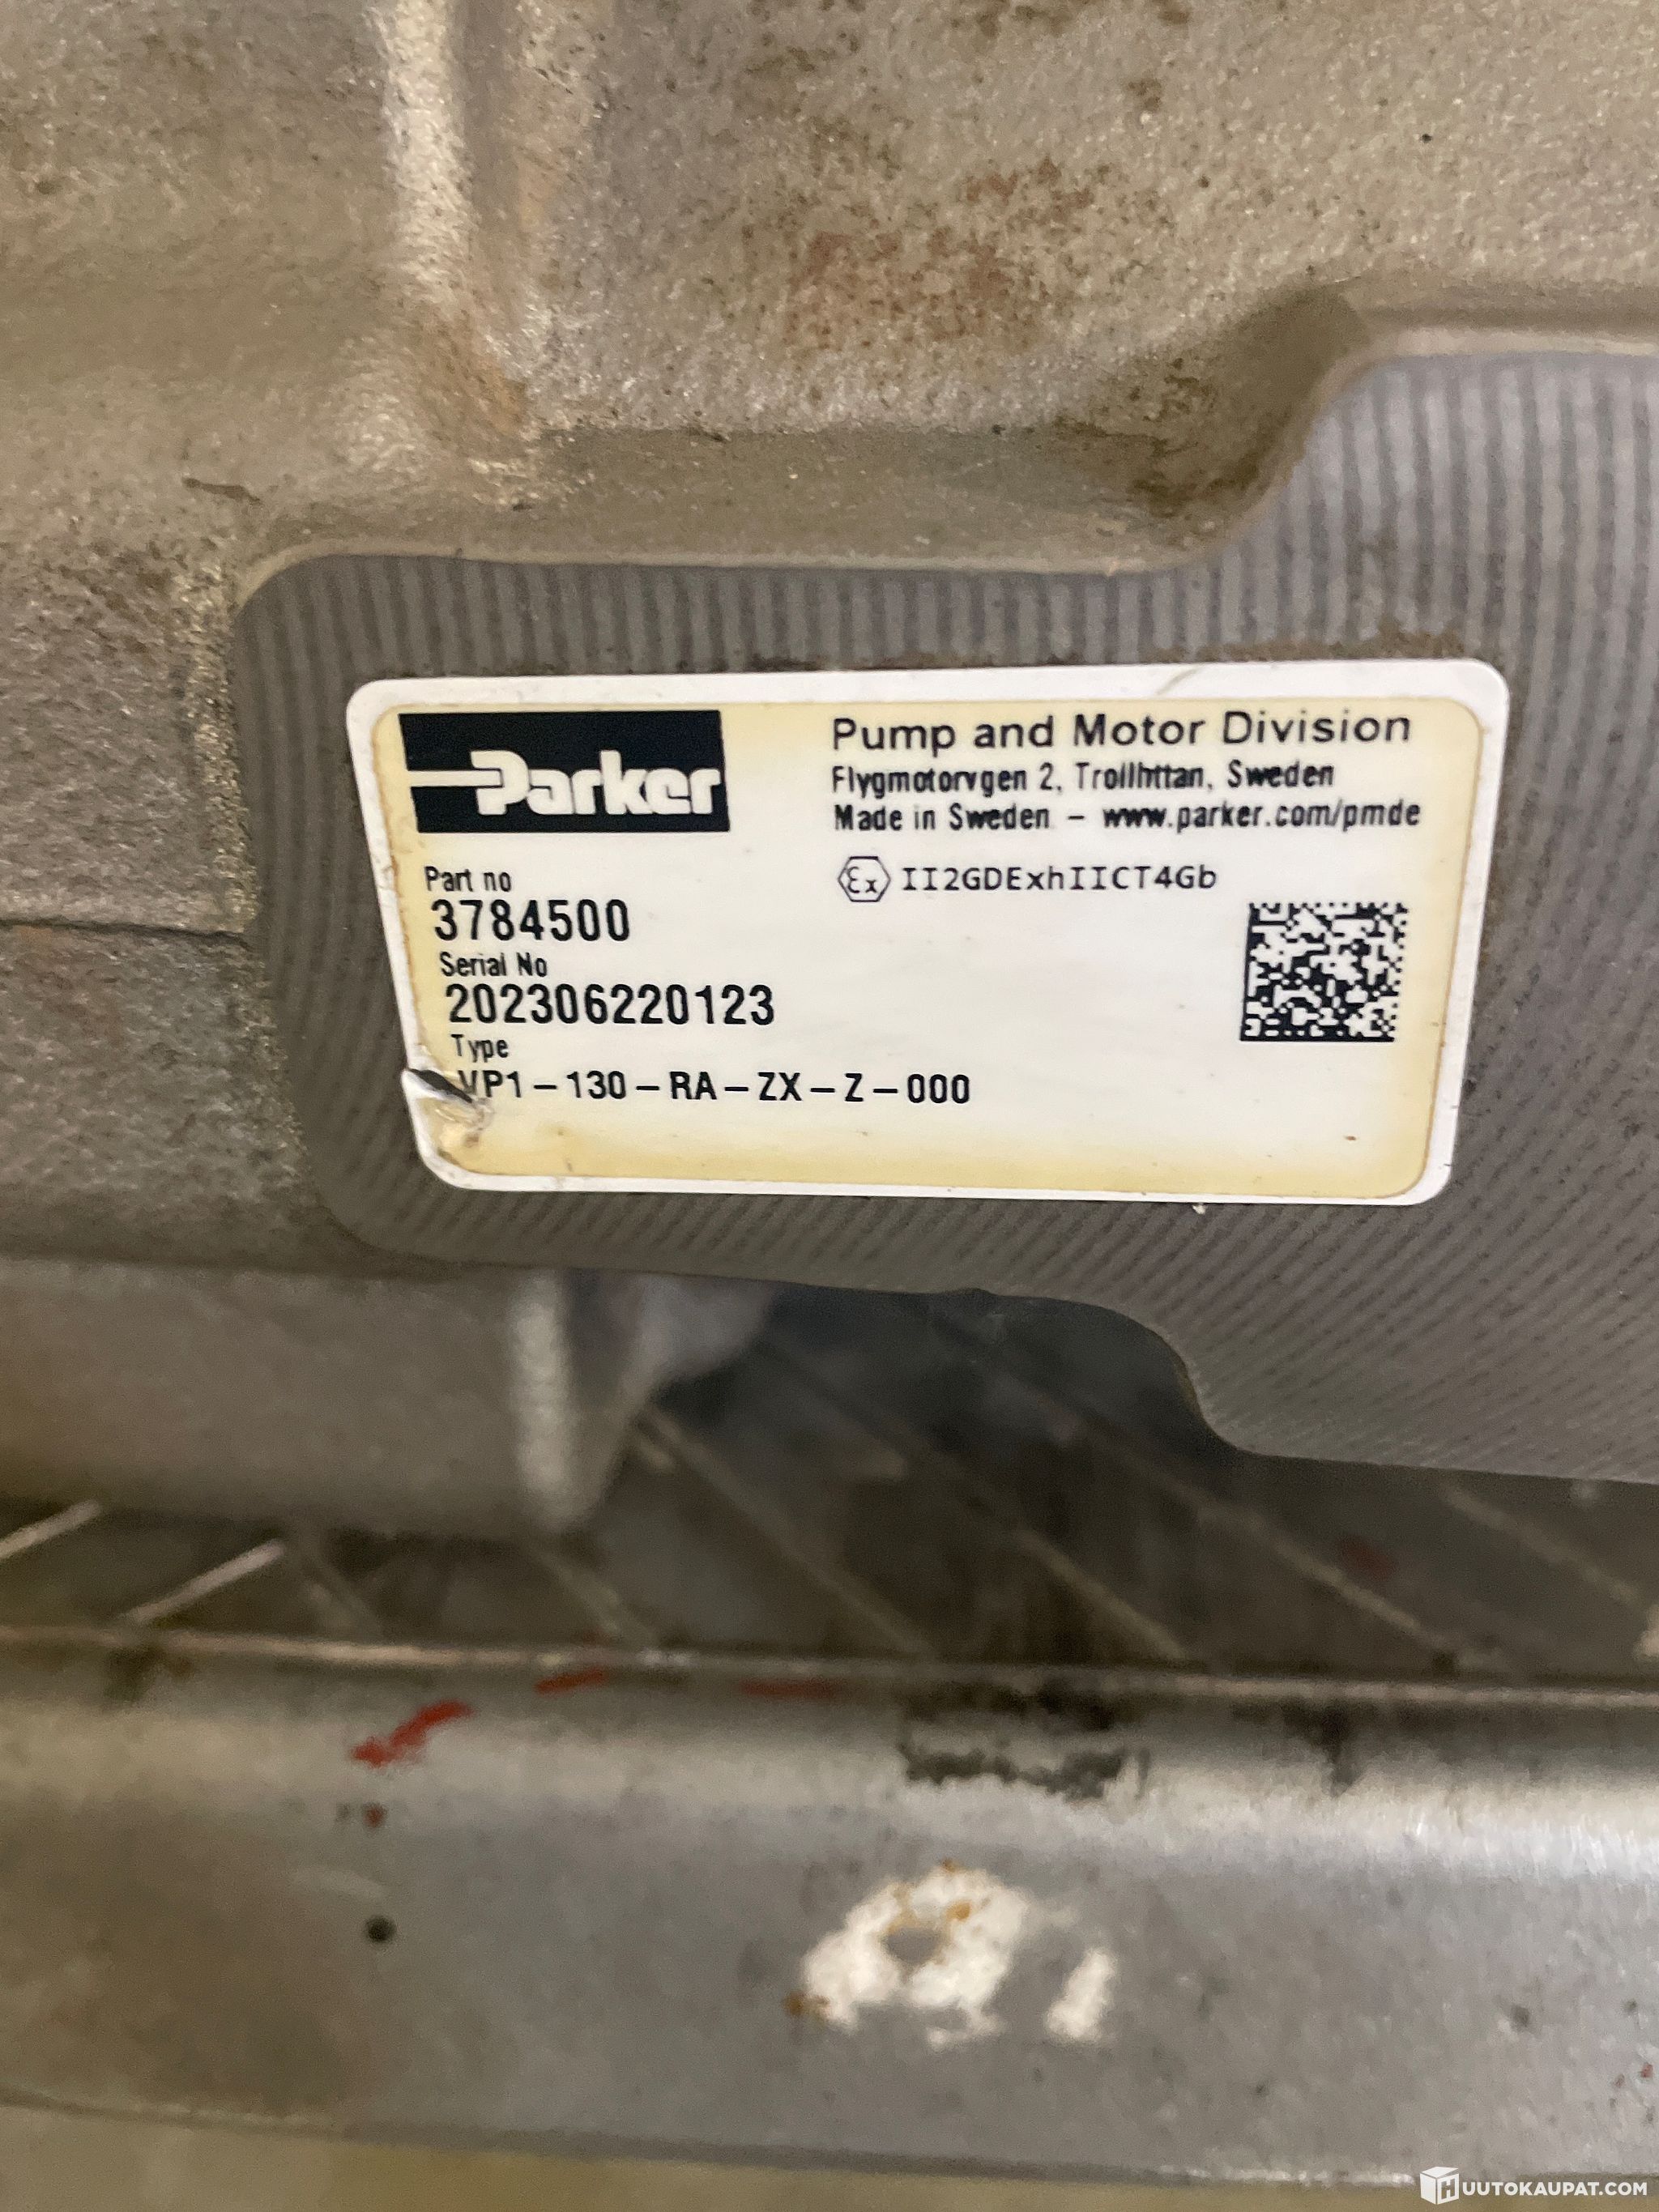 Parker
Pump and Motor Division
Flygmotorvgen 2, Trollhttan, Sweden
Made in Sweden - www.parker.com/pmde
Ex II2GDExhIICT4Gb
Part no
3784500
Serial No
202306220123
Type
VP1-130-RA-ZX-Z-000
HUUTOKAUPAT.COM